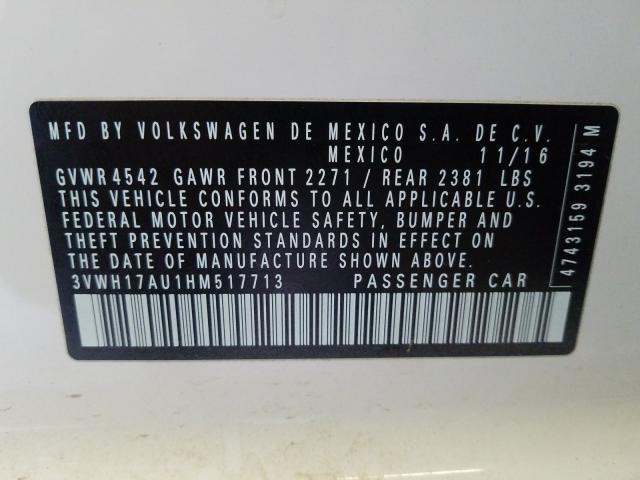 MFD BY VOLKSWAGEN DE MEXICO S.A. DE C.V.
MEXICO 11/16
GVWR 4542 GAWR FRONT 2271 / REAR 2381 LBS
THIS VEHICLE CONFORMS TO ALL APPLICABLE U.S.
FEDERAL MOTOR VEHICLE SAFETY, BUMPER AND
THEFT PREVENTION STANDARDS IN EFFECT ON
THE DATE OF MANUFACTURE SHOWN ABOVE.
3VWH17AU1HM517713 PASSENGER CAR
4743159 3194 M